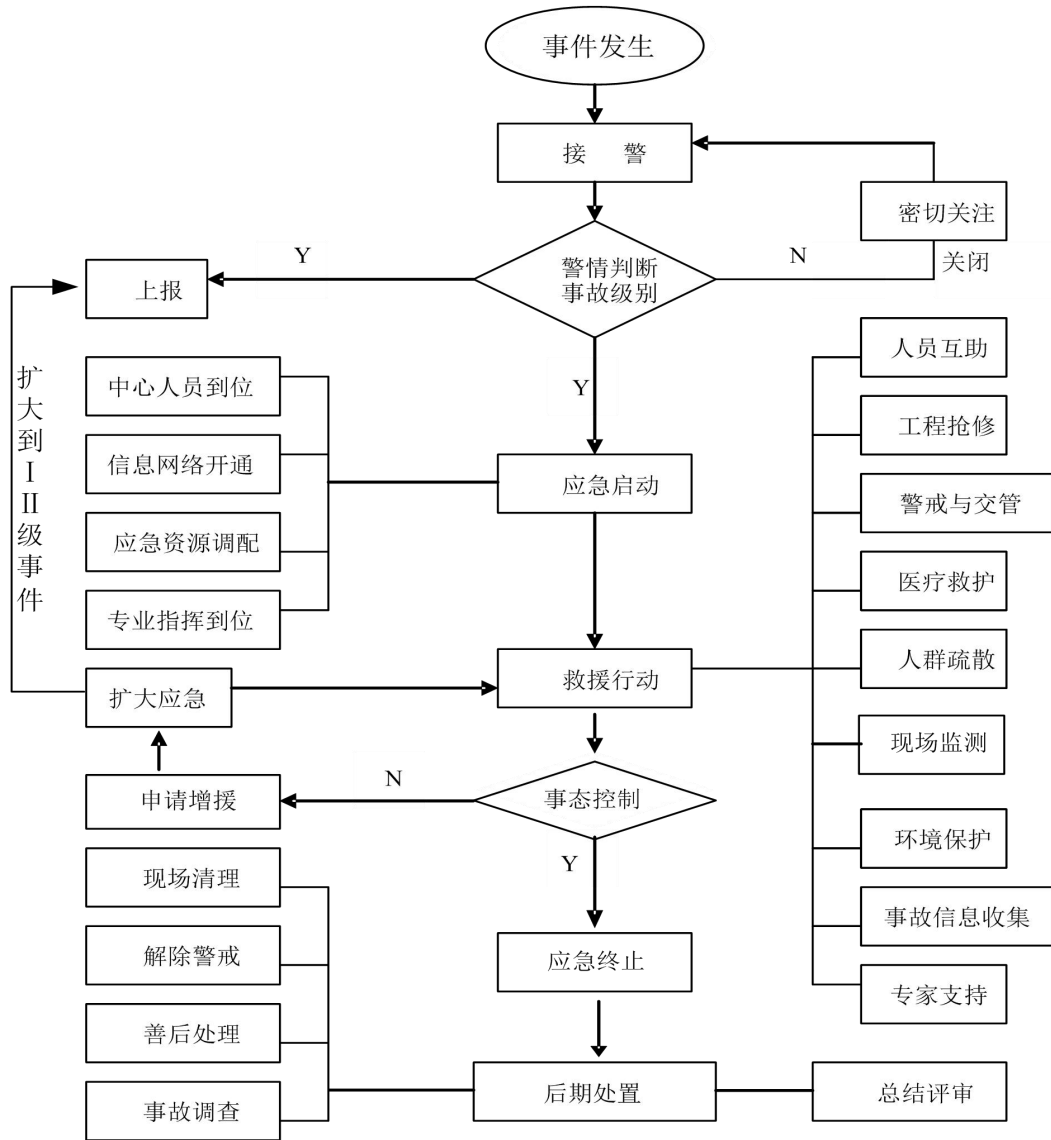 事件发生
接 警
密切关注
Y
警情判断
事故级别
N
关闭
上报
Y
扩大到ⅠⅡ级事件
中心人员到位
信息网络开通
应急资源调配
专业指挥到位
应急启动
人员互助
工程抢修
警戒与交管
医疗救护
人群疏散
现场监测
环境保护
事故信息收集
专家支持
扩大应急
救援行动
申请增援
N
事态控制
Y
现场清理
解除警戒
善后处理
事故调查
应急终止
后期处置
总结评审